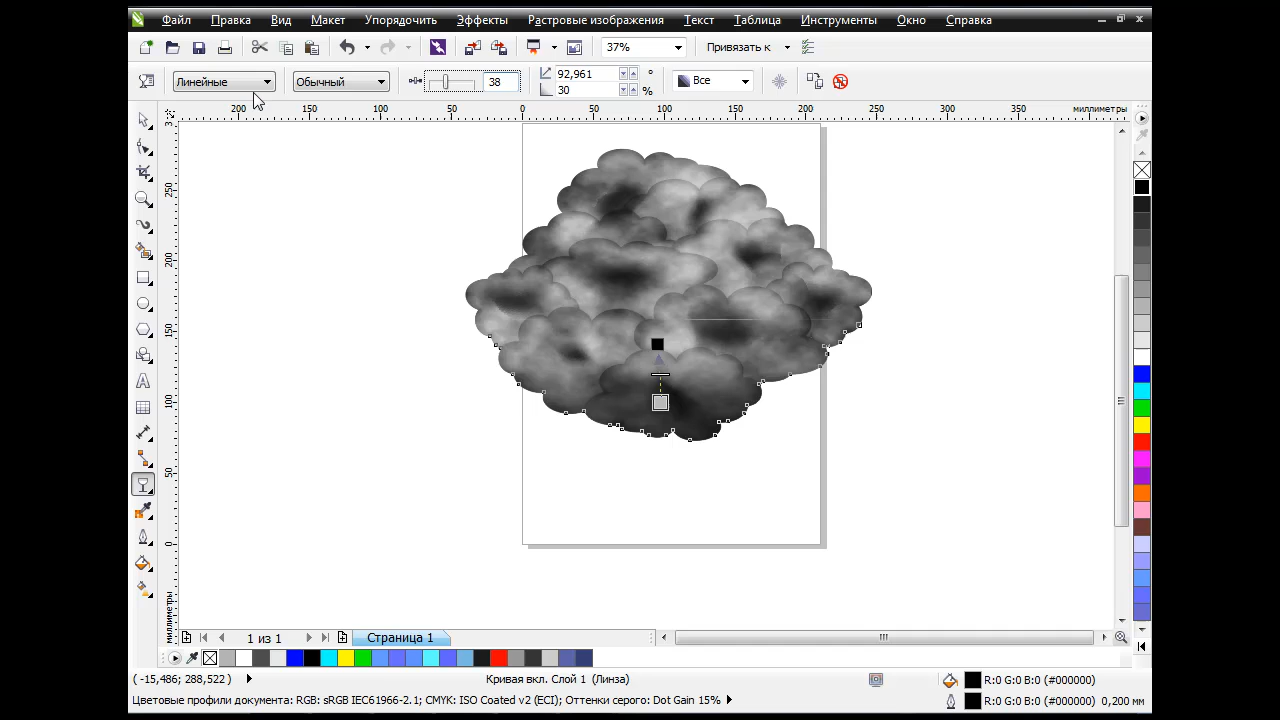 Файл Правка Вид Макет Упорядочить Эффекты Растровые изображения Текст Таблица Инструменты Окно Справка
37% Привязать к
Линейные Обычный 38 92,961 ° 30 % Все
200 150 100 50 0 50 100 150 200 250 300 350 миллиметры
3
250
200
150
100
50
0
миллиметры
1 из 1 Страница 1
( -15,486; 288,522 ) Кривая вкл. Слой 1 (Линза) R:0 G:0 B:0 (#000000)
Цветовые профили документа: RGB: sRGB IEC61966-2.1; CMYK: ISO Coated v2 (ECI); Оттенки серого: Dot Gain 15% R:0 G:0 B:0 (#000000) 0,200 мм